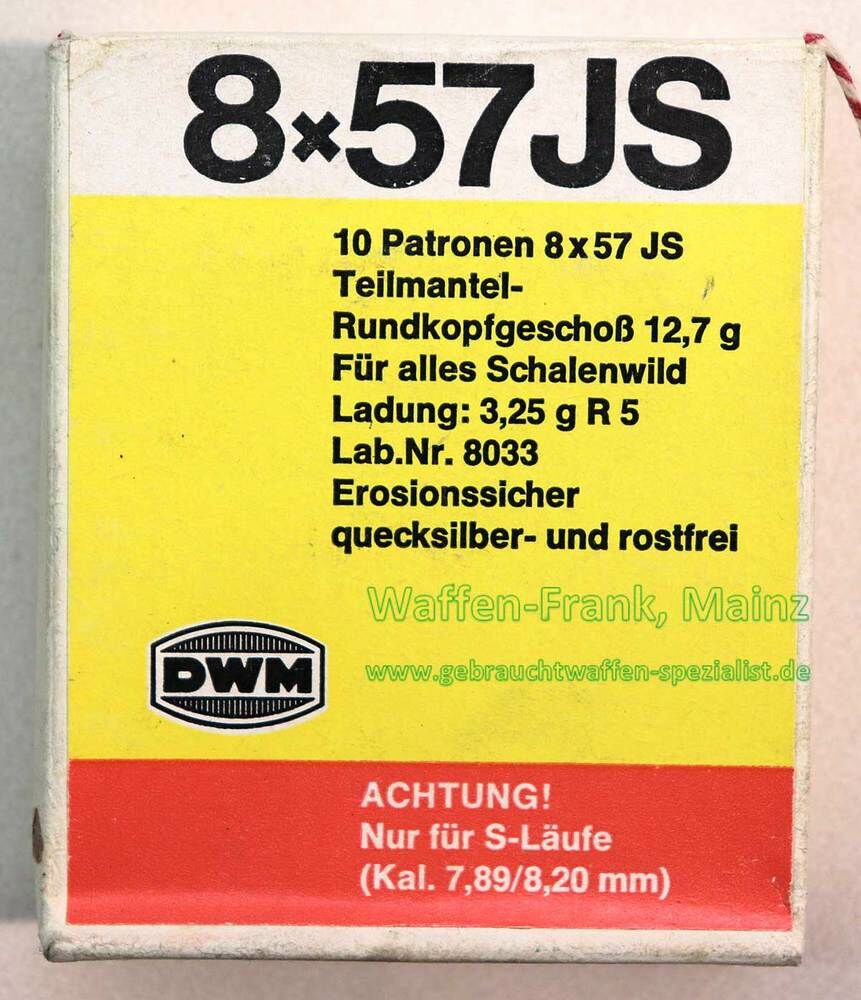 8x57JS
10 Patronen 8x57 JS
Teilmantel-
Rundkopfgeschoß 12,7 g
Für alles Schalenwild
Ladung: 3,25 g R 5
Lab.Nr. 8033
Erosionssicher
quecksilber- und rostfrei
Waffen-Frank, Mainz
www.gebrauchtwaffen-spezialist.de
DWM
ACHTUNG!
Nur für S-Läufe
(Kal. 7,89/8,20 mm)